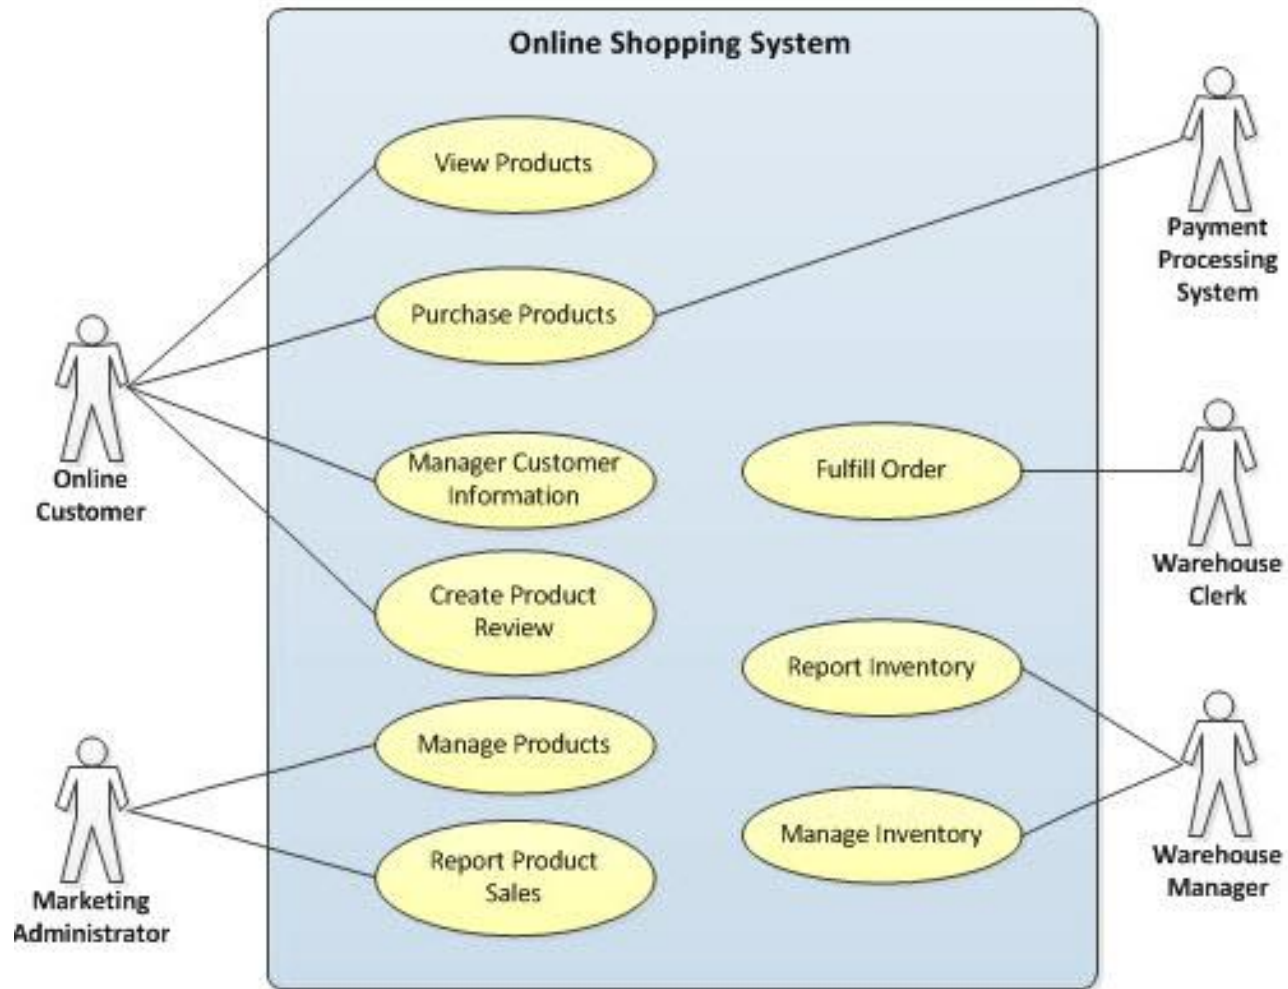 Online Shopping System
View Products
Purchase Products
Manager Customer
Information
Create Product
Review
Manage Products
Report Product
Sales
Fulfill Order
Report Inventory
Manage Inventory
Online
Customer
Marketing
Administrator
Payment
Processing
System
Warehouse
Clerk
Warehouse
Manager